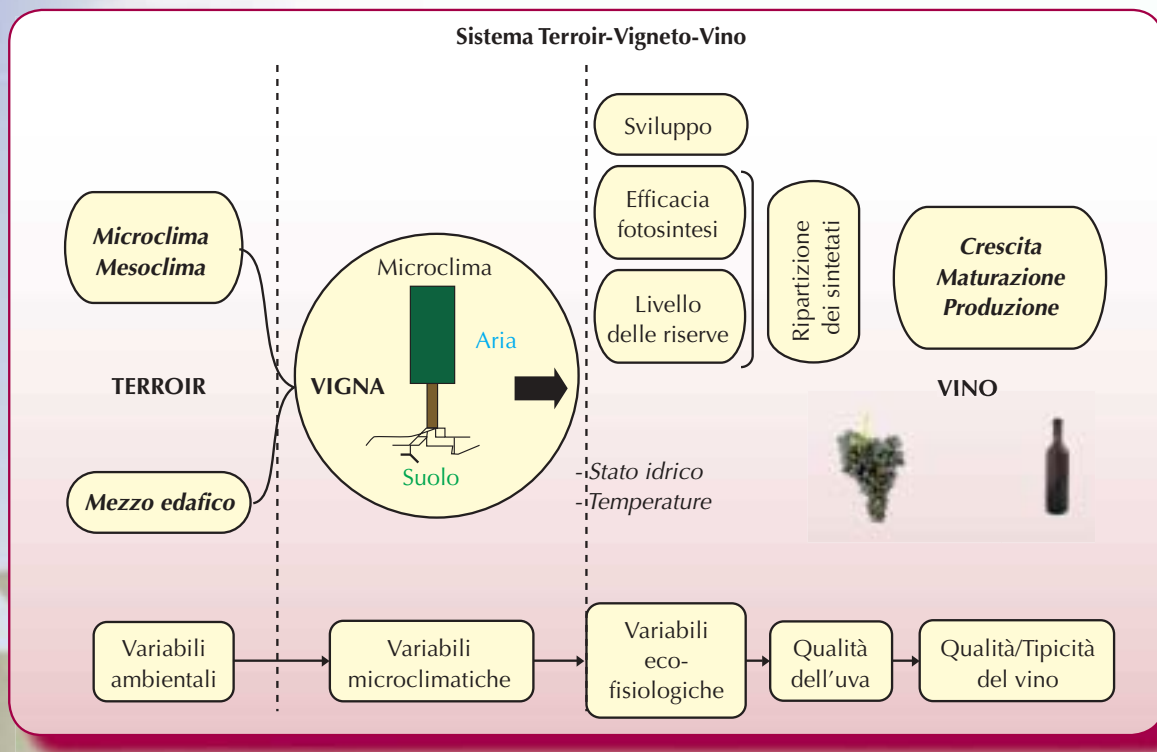 Sistema Terroir-Vigneto-Vino
Microclima
Mesoclima
TERROIR
Mezzo edafico
Microclima
Aria
VIGNA
Suolo
Sviluppo
Efficacia
fotosintesi
Livello
delle riserve
Ripartizione
dei sintetati
- Stato idrico
- Temperature
Crescita
Maturazione
Produzione
VINO
Variabili
ambientali
Variabili
microclimatiche
Variabili
eco-
fisiologiche
Qualità
dell'uva
Qualità/Tipicità
del vino